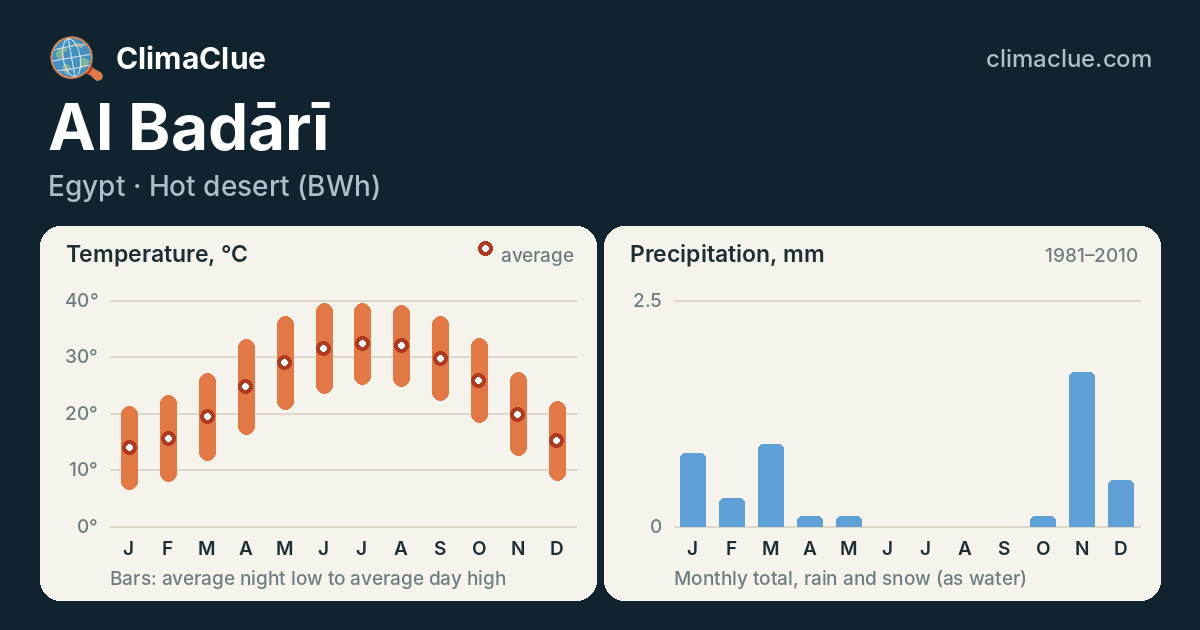 ClimaClue
climaclue.com
Al Badārī
Egypt · Hot desert (BWh)
Temperature, °C
average
40°
30°
20°
10°
0°
J F M A M J J A S O N D
Bars: average night low to average day high
Precipitation, mm
1981–2010
2.5
0
J F M A M J J A S O N D
Monthly total, rain and snow (as water)